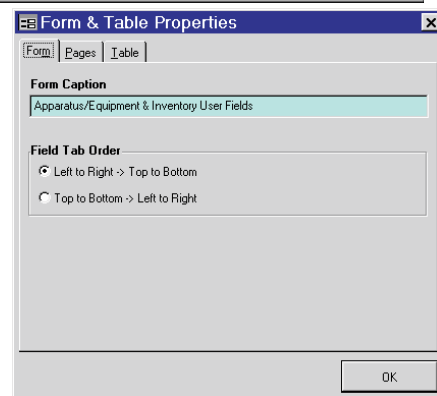 Form & Table Properties
Form Pages Table
Form Caption
Apparatus/Equipment & Inventory User Fields
Field Tab Order
Left to Right -> Top to Bottom
Top to Bottom -> Left to Right
OK